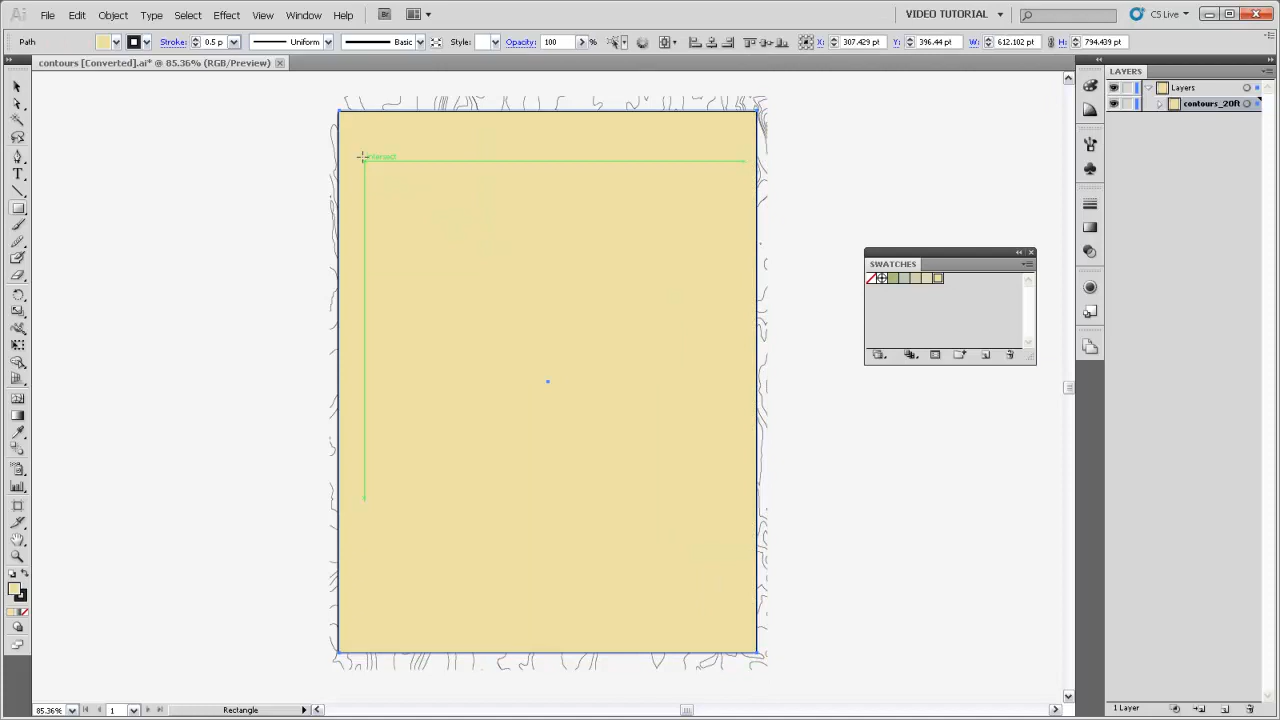 Ai File Edit Object Type Select Effect View Window Help Br VIDEO TUTORIAL CS Live
Path Stroke: 0.5 p Uniform Basic Style: Opacity: 100 % X: 307.429 pt Y: 396.44 pt W: 612.102 pt H: 794.439 pt
contours [Converted].ai* @ 85.36% (RGB/Preview)
LAYERS
Layers
contours_20ft
SWATCHES
85.36% 1 Rectangle 1 Layer